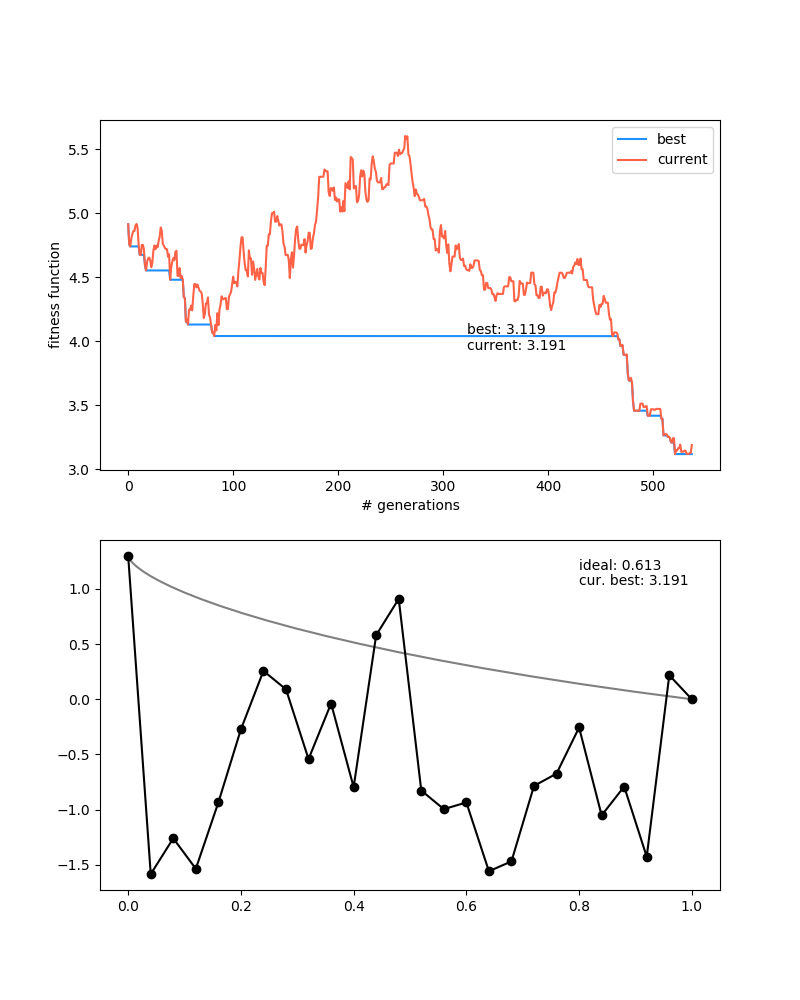 best
current
5.5
5.0
4.5
4.0
3.5
3.0
fitness function
best: 3.119
current: 3.191
0 100 200 300 400 500
# generations
ideal: 0.613
cur. best: 3.191
1.0
0.5
0.0
−0.5
−1.0
−1.5
0.0 0.2 0.4 0.6 0.8 1.0